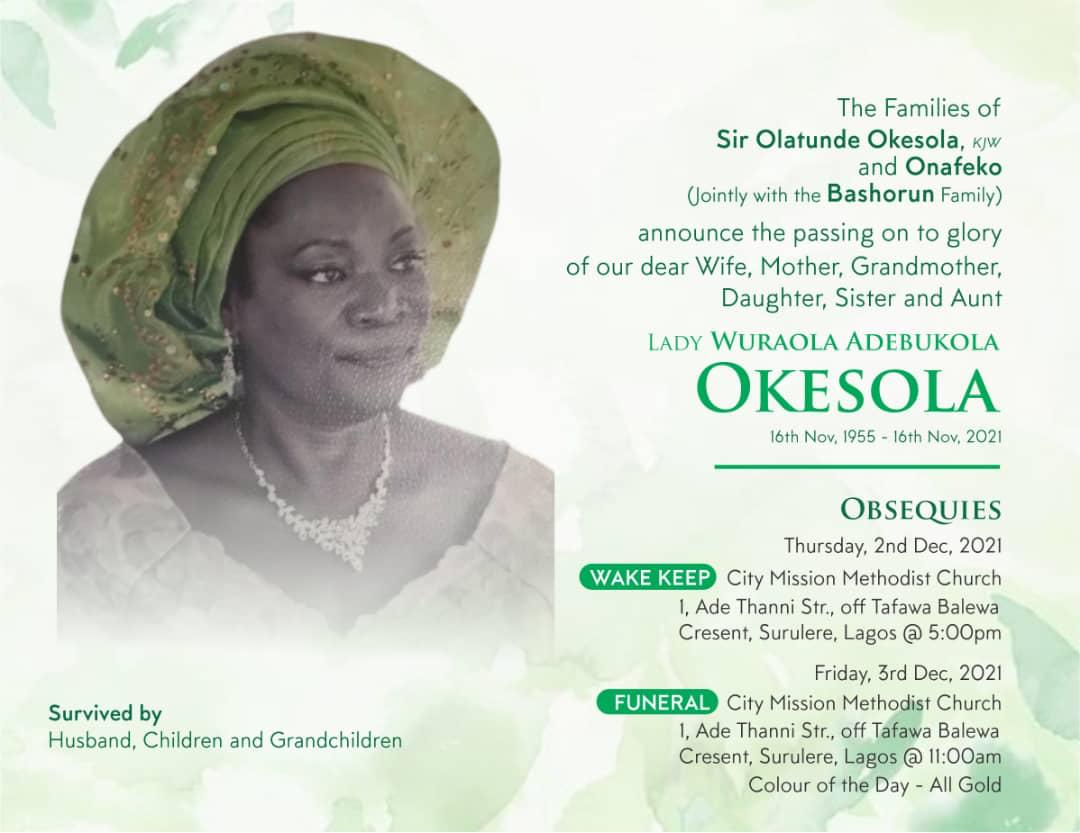 The Families of
Sir Olatunde Okesola, KJW
and Onafeko
(Jointly with the Bashorun Family)
announce the passing on to glory
of our dear Wife, Mother, Grandmother,
Daughter, Sister and Aunt
LADY WURAOLA ADEBUKOLA
OKESOLA
16th Nov, 1955 - 16th Nov, 2021
OBSEQUIES
Thursday, 2nd Dec, 2021
WAKE KEEP City Mission Methodist Church
1, Ade Thanni Str., off Tafawa Balewa
Cresent, Surulere, Lagos @ 5:00pm
Friday, 3rd Dec, 2021
FUNERAL City Mission Methodist Church
1, Ade Thanni Str., off Tafawa Balewa
Cresent, Surulere, Lagos @ 11:00am
Colour of the Day - All Gold
Survived by
Husband, Children and Grandchildren